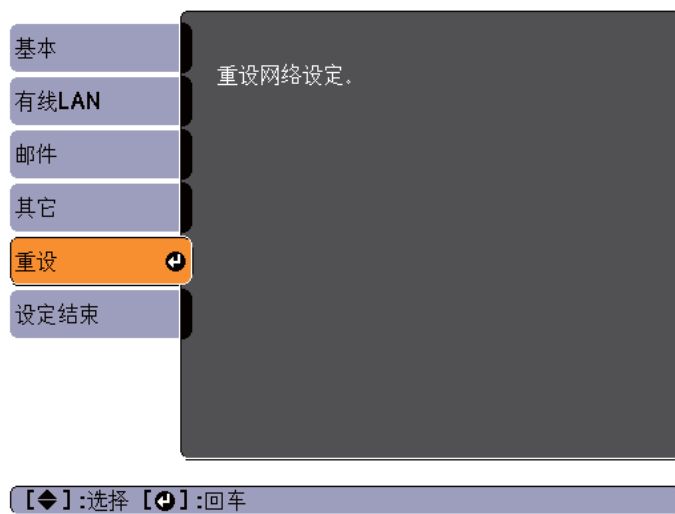 基本
有线LAN
邮件
其它
重设
设定结束
重设网络设定.
[◆]:选择 [↵]:回车